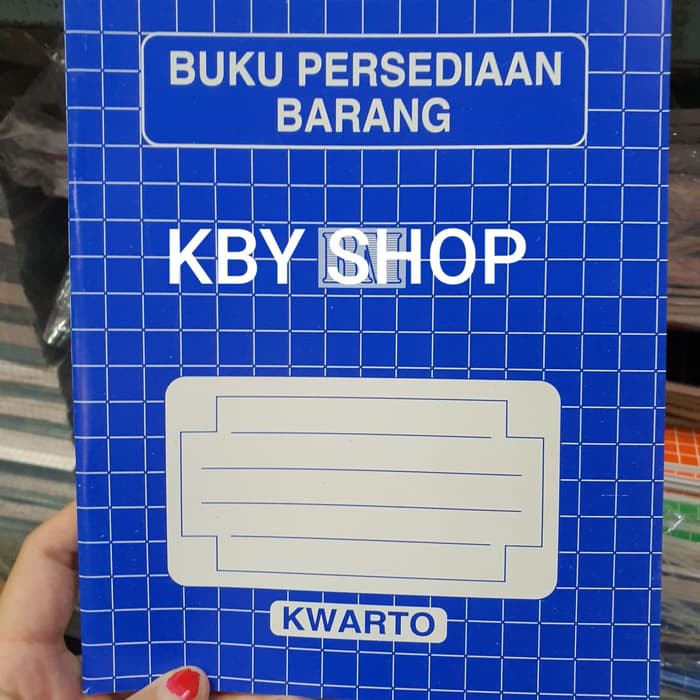 BUKU PERSEDIAAN
BARANG
KBY SHOP
KWARTO